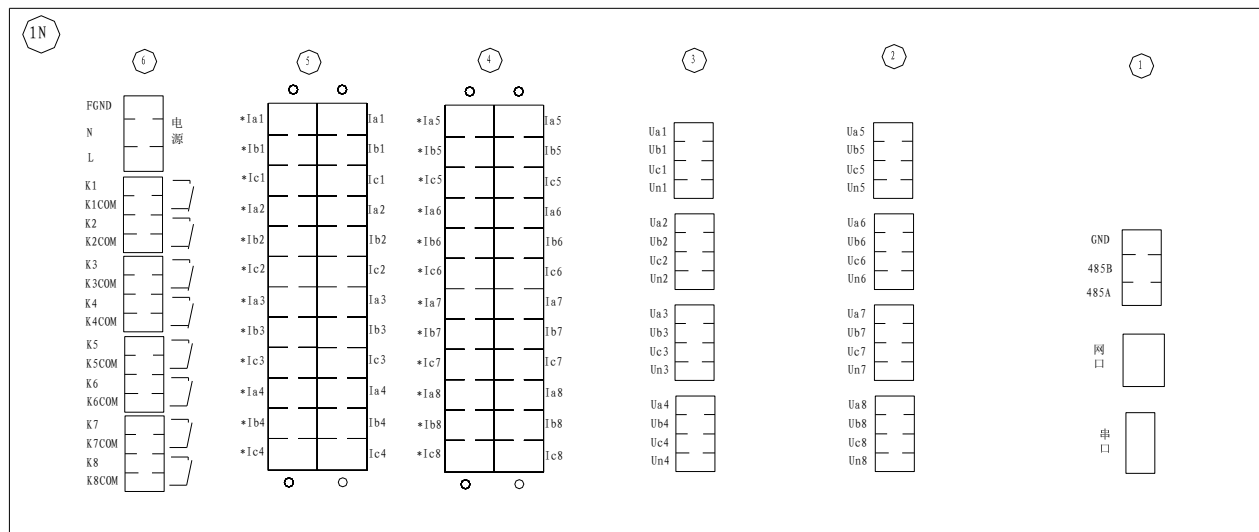 1N
6
FGND
N
L
电源
K1
K1COM
K2
K2COM
K3
K3COM
K4
K4COM
K5
K5COM
K6
K6COM
K7
K7COM
K8
K8COM
5
*Ia1 Ia1
*Ib1 Ib1
*Ic1 Ic1
*Ia2 Ia2
*Ib2 Ib2
*Ic2 Ic2
*Ia3 Ia3
*Ib3 Ib3
*Ic3 Ic3
*Ia4 Ia4
*Ib4 Ib4
*Ic4 Ic4
4
*Ia5 Ia5
*Ib5 Ib5
*Ic5 Ic5
*Ia6 Ia6
*Ib6 Ib6
*Ic6 Ic6
*Ia7 Ia7
*Ib7 Ib7
*Ic7 Ic7
*Ia8 Ia8
*Ib8 Ib8
*Ic8 Ic8
3
Ua1
Ub1
Uc1
Un1
Ua2
Ub2
Uc2
Un2
Ua3
Ub3
Uc3
Un3
Ua4
Ub4
Uc4
Un4
2
Ua5
Ub5
Uc5
Un5
Ua6
Ub6
Uc6
Un6
Ua7
Ub7
Uc7
Un7
Ua8
Ub8
Uc8
Un8
1
GND
485B
485A
网口
串口